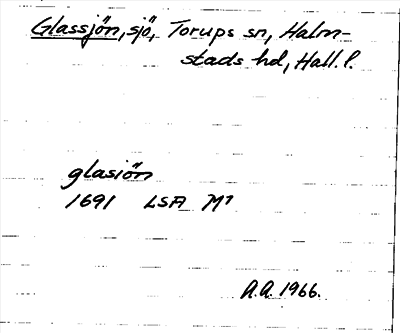 Glassjön, sjö, Torups sn, Halm-
stads hd, Hall. l.
glasiön
1691 LSA M7
A.A. 1966.